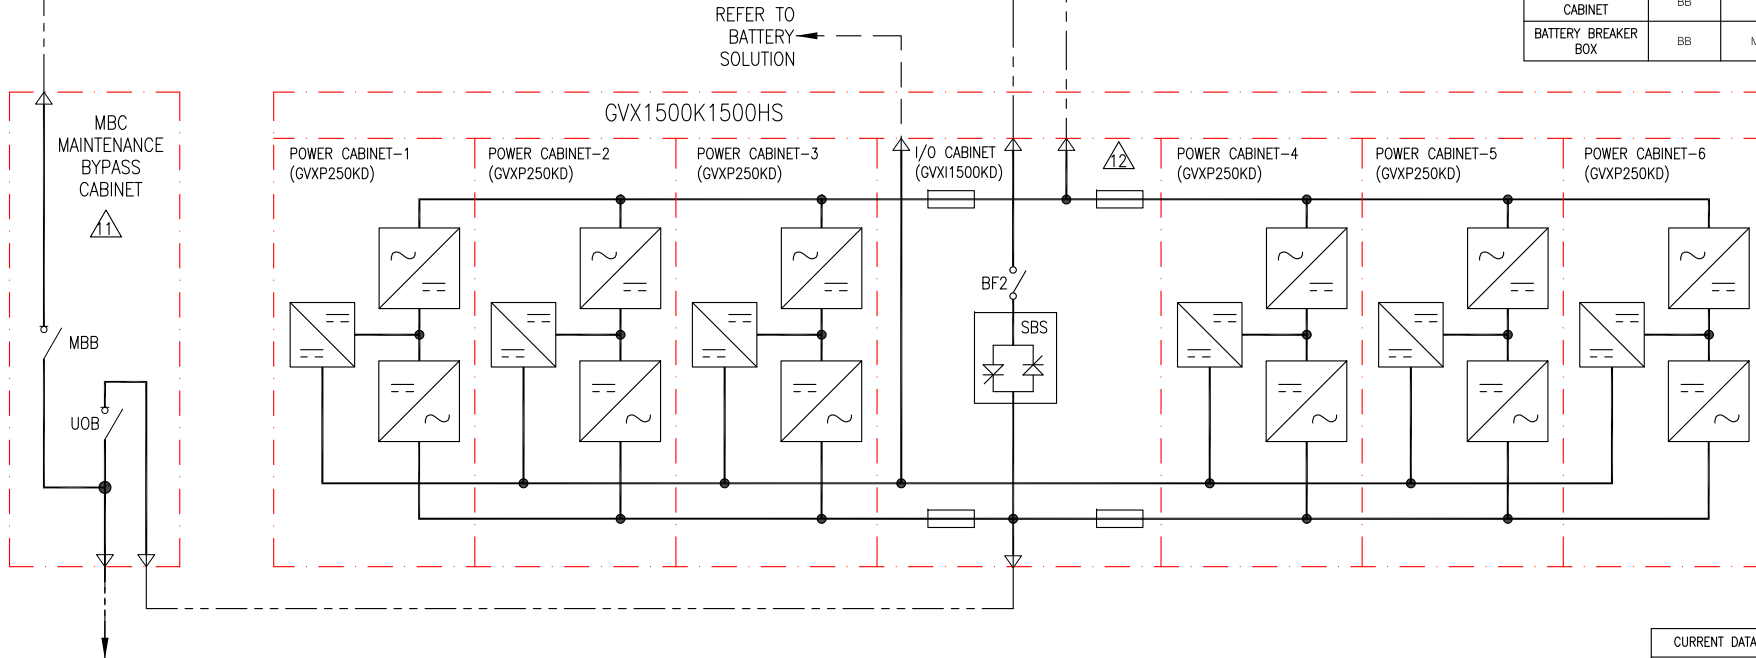 REFER TO
BATTERY
SOLUTION
CABINET
BB
BATTERY BREAKER
BOX
BB
MBC
MAINTENANCE
BYPASS
CABINET
11
MBB
UOB
GVX1500K1500HS
POWER CABINET-1
(GVXP250KD)
POWER CABINET-2
(GVXP250KD)
POWER CABINET-3
(GVXP250KD)
I/O CABINET
(GVXI1500KD)
12
POWER CABINET-4
(GVXP250KD)
POWER CABINET-5
(GVXP250KD)
POWER CABINET-6
(GVXP250KD)
BF2
SBS
CURRENT DATA